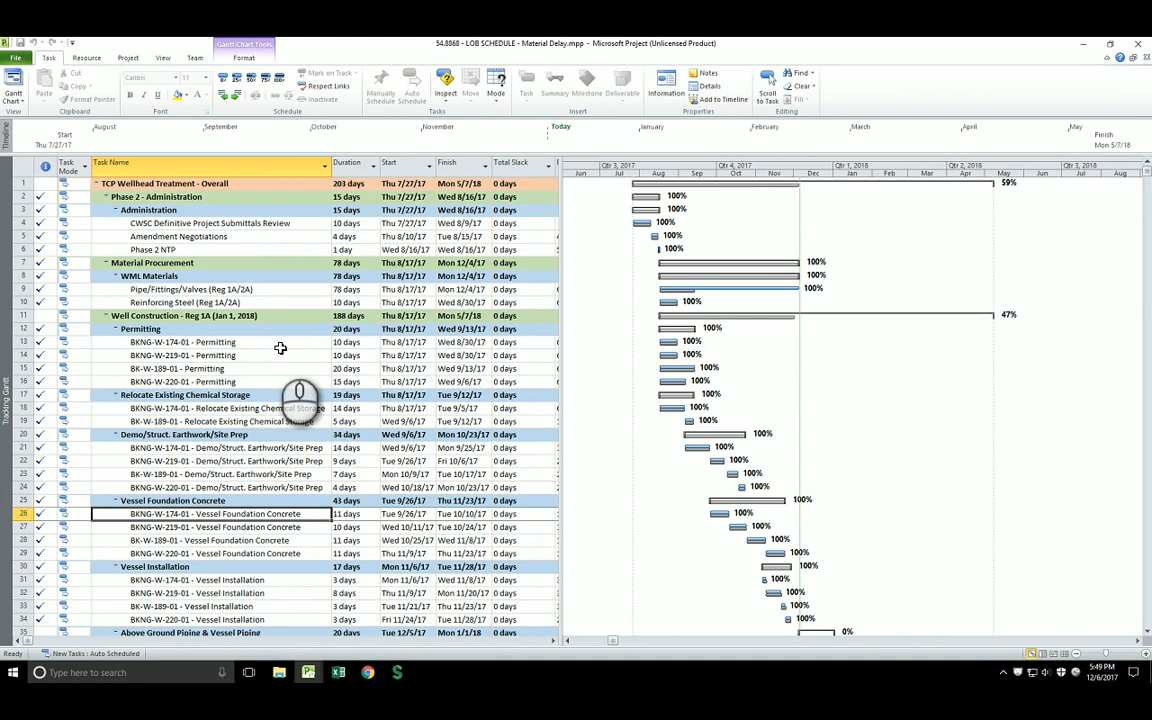 Gantt Chart Tools
54.8868 - LOB SCHEDULE - Material Delay.mpp - Microsoft Project (Unlicensed Product)
File Task Resource Project View Team Format
Gantt Chart
View
Paste
Cut
Copy
Format Painter
Clipboard
Calibri 11
B I U
Font
Mark on Track
Respect Links
Inactivate
Schedule
Manually Schedule
Auto Schedule
Inspect
Move
Mode
Tasks
Task
Summary
Milestone
Deliverable
Insert
Information
Notes
Details
Add to Timeline
Properties
Scroll to Task
Find
Clear
Fill
Editing
Timeline
August September October November Today January February March April May
Start
Thu 7/27/17
Finish
Mon 5/7/18
Tracking Gantt
Task Mode Task Name Duration Start Finish Total Slack
Qtr 3, 2017 Qtr 4, 2017 Qtr 1, 2018 Qtr 2, 2018 Qtr 3, 2018
Jun Jul Aug Sep Oct Nov Dec Jan Feb Mar Apr May Jun Jul Aug
1 TCP Wellhead Treatment - Overall 203 days Thu 7/27/17 Mon 5/7/18 0 days 59%
2 Phase 2 - Administration 15 days Thu 7/27/17 Wed 8/16/17 0 days 100%
3 Administration 15 days Thu 7/27/17 Wed 8/16/17 0 days 100%
4 CWSC Definitive Project Submittals Review 10 days Thu 7/27/17 Wed 8/9/17 0 days 100%
5 Amendment Negotiations 4 days Thu 8/10/17 Tue 8/15/17 0 days 100%
6 Phase 2 NTP 1 day Wed 8/16/17 Wed 8/16/17 0 days 100%
7 Material Procurement 78 days Thu 8/17/17 Mon 12/4/17 0 days 100%
8 WML Materials 78 days Thu 8/17/17 Mon 12/4/17 0 days 100%
9 Pipe/Fittings/Valves (Reg 1A/2A) 78 days Thu 8/17/17 Mon 12/4/17 0 days 100%
10 Reinforcing Steel (Reg 1A/2A) 10 days Thu 8/17/17 Wed 8/30/17 0 days 100%
11 Well Construction - Reg 1A (Jan 1, 2018) 188 days Thu 8/17/17 Mon 5/7/18 0 days 47%
12 Permitting 20 days Thu 8/17/17 Wed 9/13/17 0 days 100%
13 BKNG-W-174-01 - Permitting 10 days Thu 8/17/17 Wed 8/30/17 0 days 100%
14 BKNG-W-219-01 - Permitting 10 days Thu 8/17/17 Wed 8/30/17 0 days 100%
15 BK-W-189-01 - Permitting 20 days Thu 8/17/17 Wed 9/13/17 0 days 100%
16 BKNG-W-220-01 - Permitting 15 days Thu 8/17/17 Wed 9/6/17 0 days 100%
17 Relocate Existing Chemical Storage 19 days Thu 8/17/17 Tue 9/12/17 0 days 100%
18 BKNG-W-174-01 - Relocate Existing Chemical Storage 14 days Thu 8/17/17 Tue 9/5/17 0 days 100%
19 BK-W-189-01 - Relocate Existing Chemical Storage 5 days Wed 9/6/17 Tue 9/12/17 0 days 100%
20 Demo/Struct. Earthwork/Site Prep 34 days Wed 9/6/17 Mon 10/23/17 0 days 100%
21 BKNG-W-174-01 - Demo/Struct. Earthwork/Site Prep 14 days Wed 9/6/17 Mon 9/25/17 0 days 100%
22 BKNG-W-219-01 - Demo/Struct. Earthwork/Site Prep 9 days Tue 9/26/17 Fri 10/6/17 0 days 100%
23 BK-W-189-01 - Demo/Struct. Earthwork/Site Prep 7 days Mon 10/9/17 Tue 10/17/17 0 days 100%
24 BKNG-W-220-01 - Demo/Struct. Earthwork/Site Prep 4 days Wed 10/18/17 Mon 10/23/17 0 days 100%
25 Vessel Foundation Concrete 43 days Tue 9/26/17 Thu 11/23/17 0 days 100%
26 BKNG-W-174-01 - Vessel Foundation Concrete 11 days Tue 9/26/17 Tue 10/10/17 0 days 100%
27 BKNG-W-219-01 - Vessel Foundation Concrete 10 days Wed 10/11/17 Tue 10/24/17 0 days 100%
28 BK-W-189-01 - Vessel Foundation Concrete 11 days Wed 10/25/17 Wed 11/8/17 0 days 100%
29 BKNG-W-220-01 - Vessel Foundation Concrete 11 days Thu 11/9/17 Thu 11/23/17 0 days 100%
30 Vessel Installation 17 days Mon 11/6/17 Tue 11/28/17 0 days 100%
31 BKNG-W-174-01 - Vessel Installation 3 days Mon 11/6/17 Wed 11/8/17 0 days 100%
32 BKNG-W-219-01 - Vessel Installation 8 days Thu 11/9/17 Mon 11/20/17 0 days 100%
33 BK-W-189-01 - Vessel Installation 3 days Tue 11/21/17 Thu 11/23/17 0 days 100%
34 BKNG-W-220-01 - Vessel Installation 3 days Fri 11/24/17 Tue 11/28/17 0 days 100%
35 Above Ground Piping & Vessel Piping 20 days Tue 12/5/17 Mon 1/1/18 0 days 0%
Ready New Tasks : Auto Scheduled
Type here to search
5:49 PM
12/6/2017